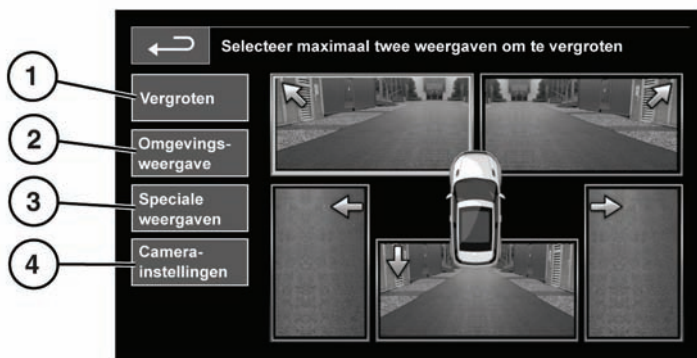 Selecteer maximaal twee weergaven om te vergroten
1
Vergroten
2
Omgevings-
weergave
3
Speciale
weergaven
4
Camera-
instellingen